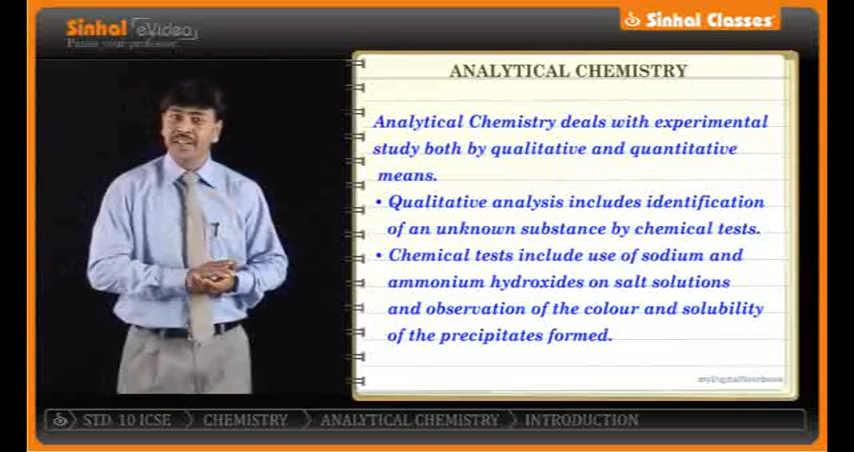 Sinhal eVideo
Pause your professor.
Sinhal Classes
ANALYTICAL CHEMISTRY
Analytical Chemistry deals with experimental
study both by qualitative and quantitative
means.
• Qualitative analysis includes identification
of an unknown substance by chemical tests.
• Chemical tests include use of sodium and
ammonium hydroxides on salt solutions
and observation of the colour and solubility
of the precipitates formed.
STD. 10 ICSE
CHEMISTRY
ANALYTICAL CHEMISTRY
INTRODUCTION